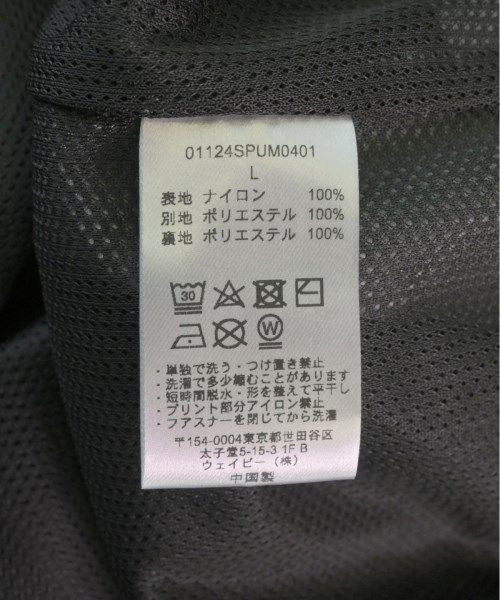 01124SPUM0401
L
表地 ナイロン 100%
別地 ポリエステル 100%
裏地 ポリエステル 100%
30
W
・単独で洗う・つけ置き禁止
・洗濯で多少縮むことがあります
・短時間脱水・形を整えて平干し
・プリント部分アイロン禁止
・ファスナーを閉じてから洗濯
〒154-0004東京都世田谷区
太子堂5-15-3 1F B
ウェイビー（株）
中国製